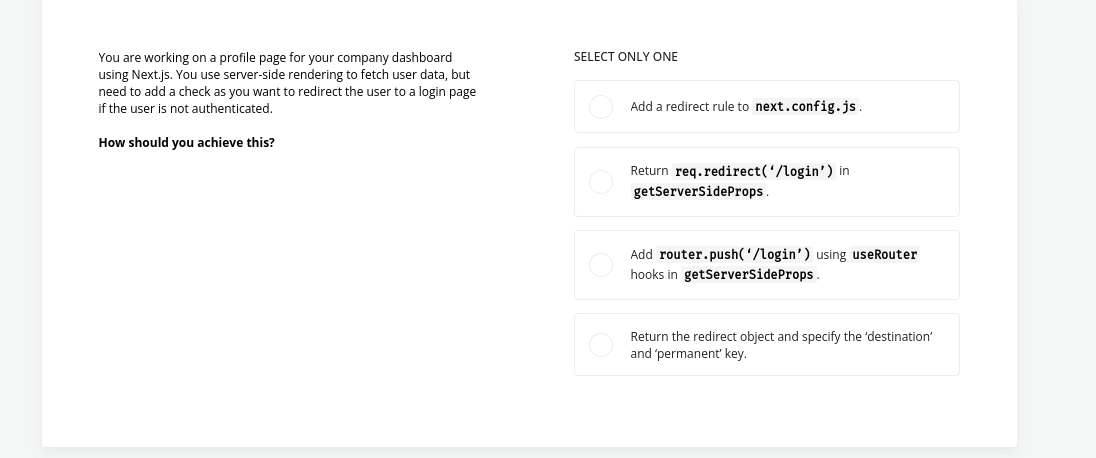 You are working on a profile page for your company dashboard
using Next.js. You use server-side rendering to fetch user data, but
need to add a check as you want to redirect the user to a login page
if the user is not authenticated.
How should you achieve this?
SELECT ONLY ONE
Add a redirect rule to next.config.js.
Return req.redirect(‘/login’) in
getServerSideProps.
Add router.push(‘/login’) using useRouter
hooks in getServerSideProps.
Return the redirect object and specify the ‘destination’
and ‘permanent’ key.